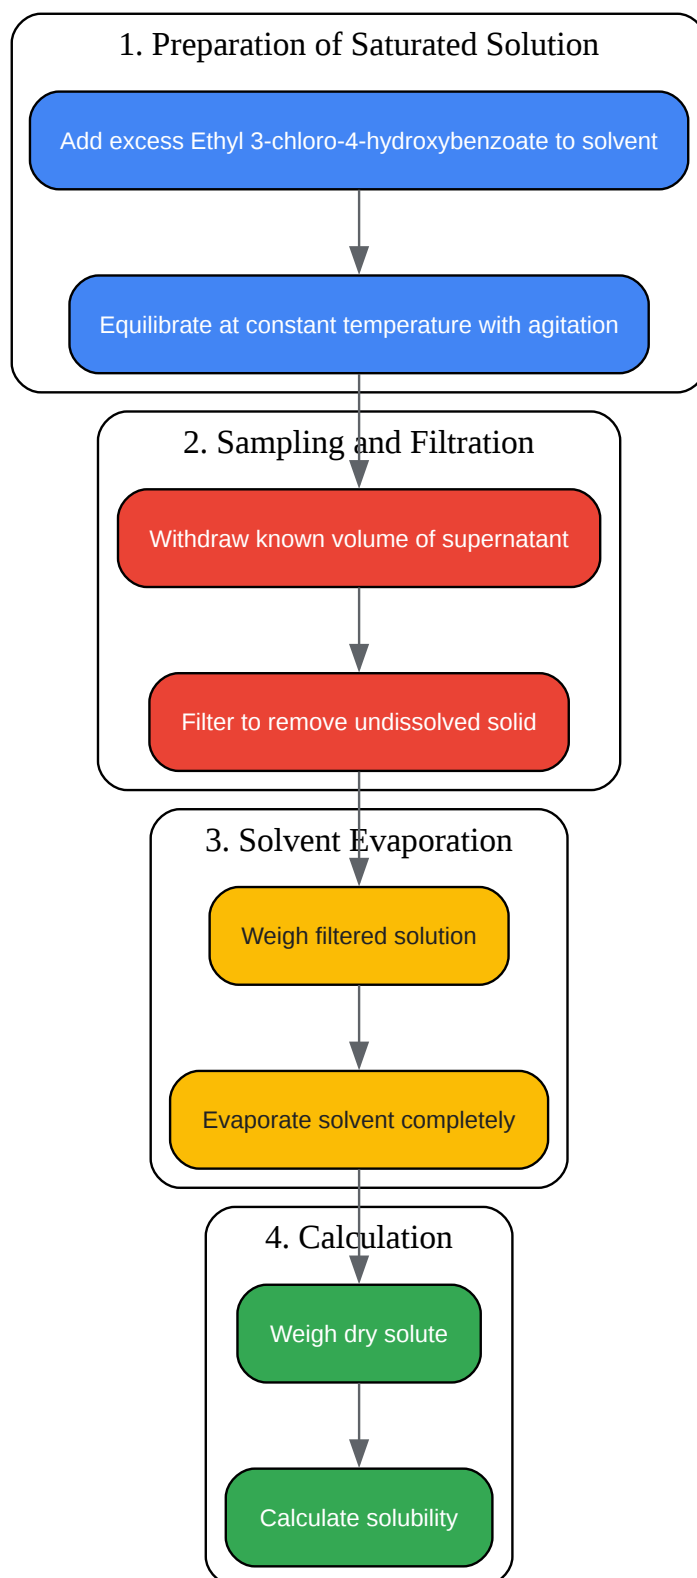 1. Preparation of Saturated Solution
Add excess Ethyl 3-chloro-4-hydroxybenzoate to solvent
Equilibrate at constant temperature with agitation
2. Sampling and Filtration
Withdraw known volume of supernatant
Filter to remove undissolved solid
3. Solvent Evaporation
Weigh filtered solution
Evaporate solvent completely
4. Calculation
Weigh dry solute
Calculate solubility